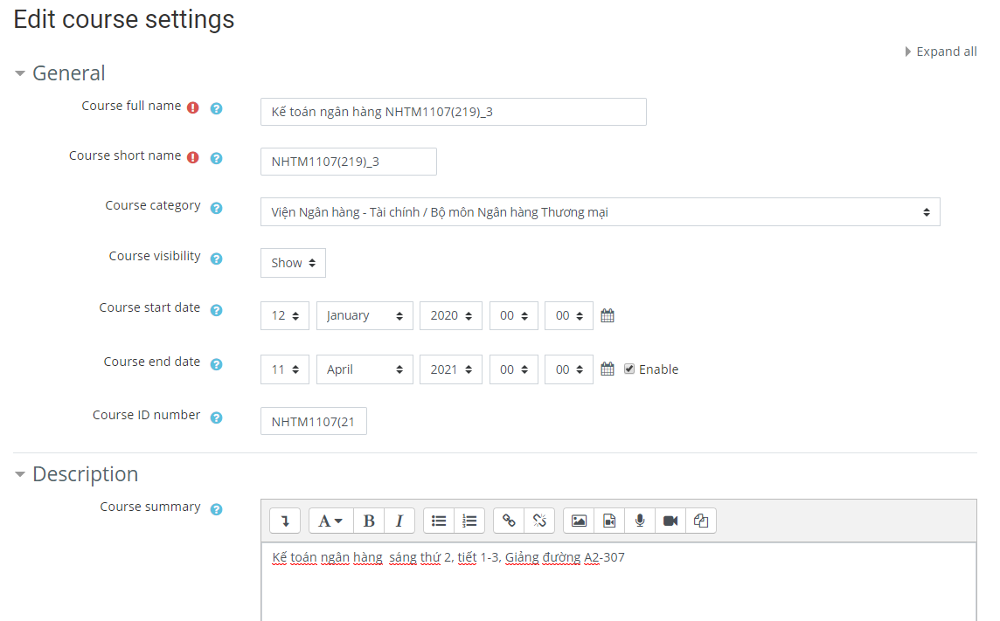 Edit course settings
Expand all
General
Course full name
Kế toán ngân hàng NHTM1107(219)_3
Course short name
NHTM1107(219)_3
Course category
Viện Ngân hàng - Tài chính / Bộ môn Ngân hàng Thương mại
Course visibility
Show
Course start date
12 January 2020 00 00
Course end date
11 April 2021 00 00 Enable
Course ID number
NHTM1107(21
Description
Course summary
A B I
Kế toán ngân hàng  sáng thứ 2, tiết 1-3, Giảng đường A2-307